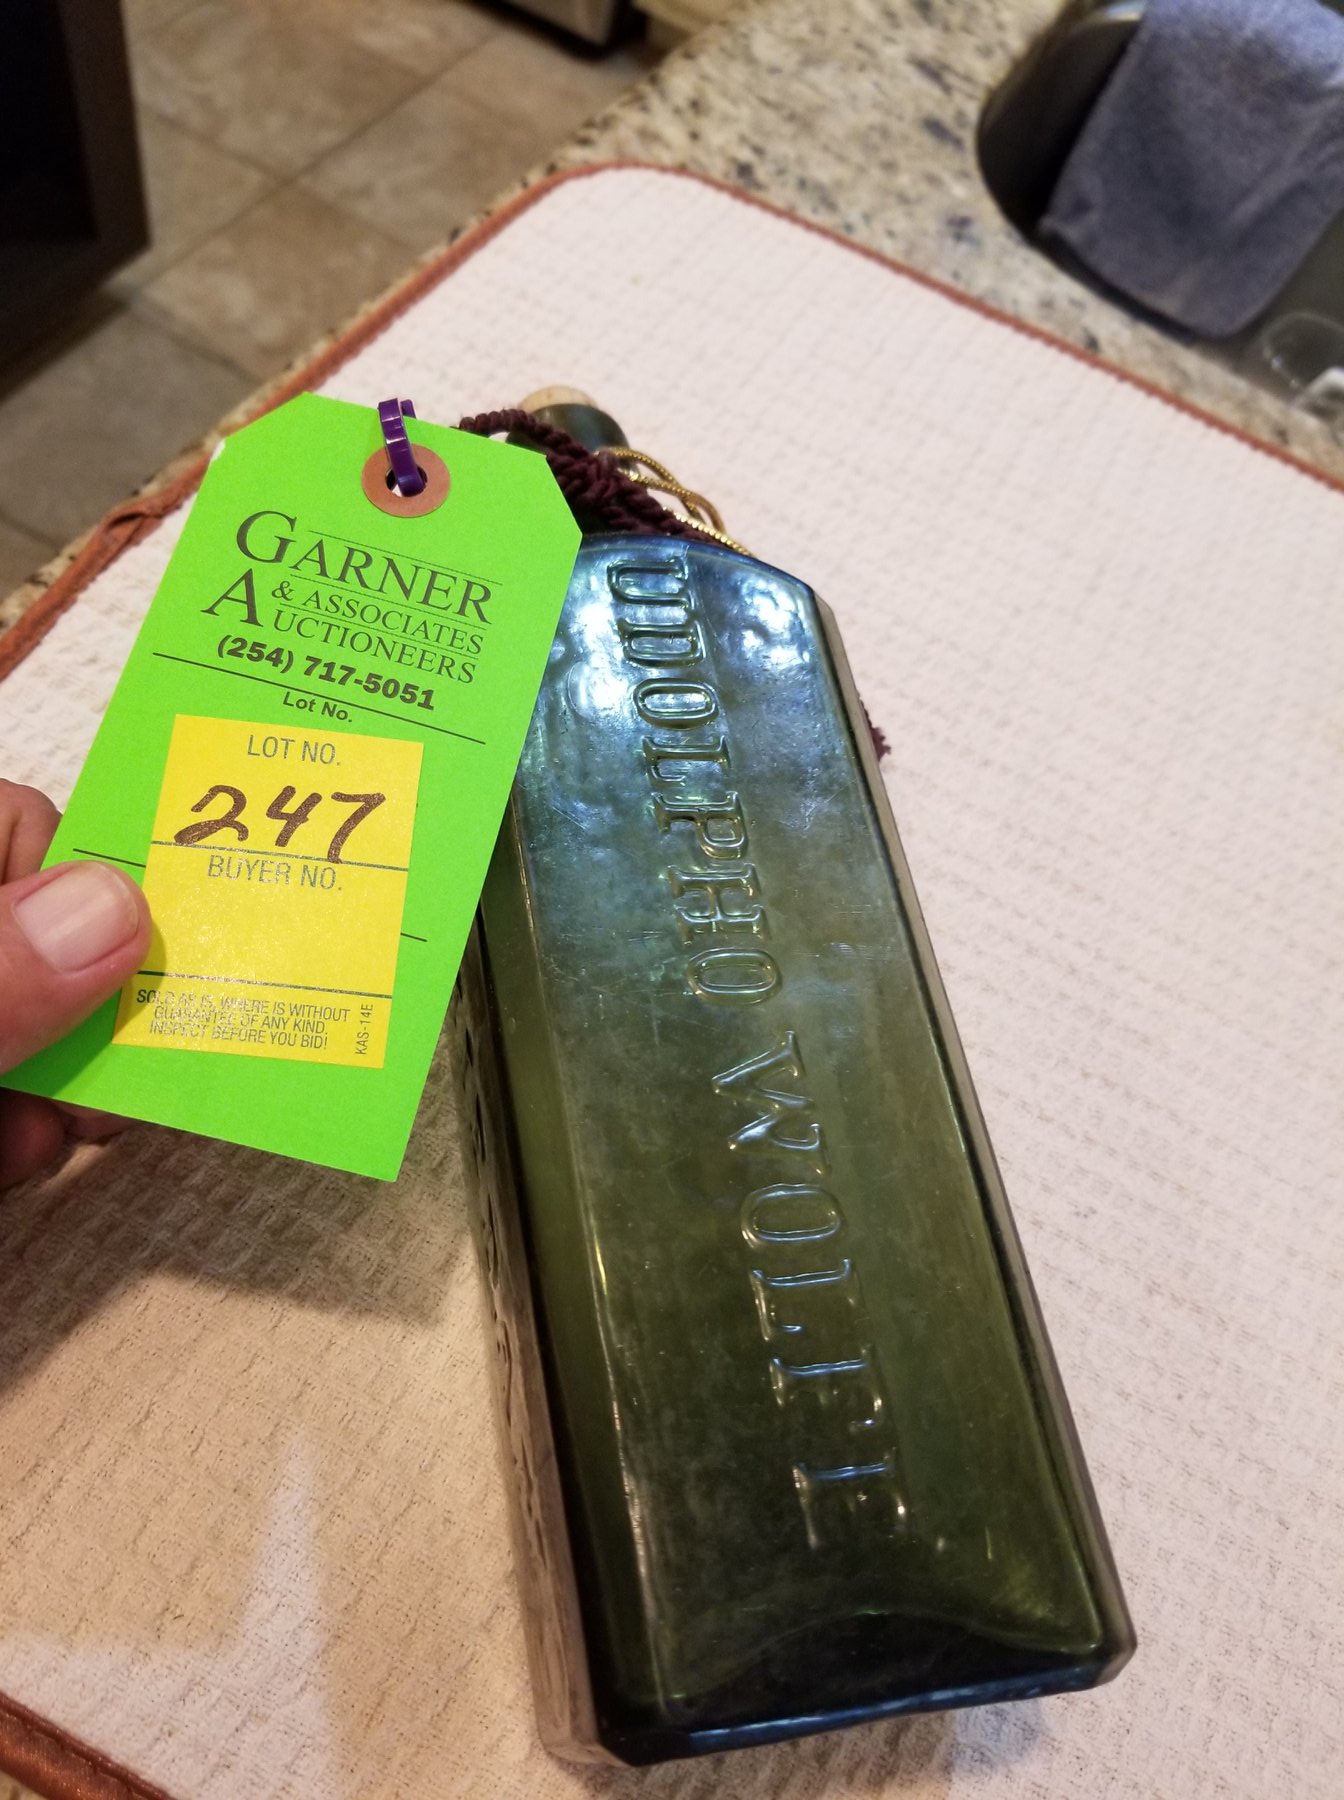 GARNER
& ASSOCIATES
AUCTIONEERS
(254) 717-5051
Lot No.
LOT NO.
247
BUYER NO.
SOLD AS IS, WHERE IS WITHOUT
GUARANTEE OF ANY KIND,
INSPECT BEFORE YOU BID!
KAS-14E
UDOLPHO WOLFE